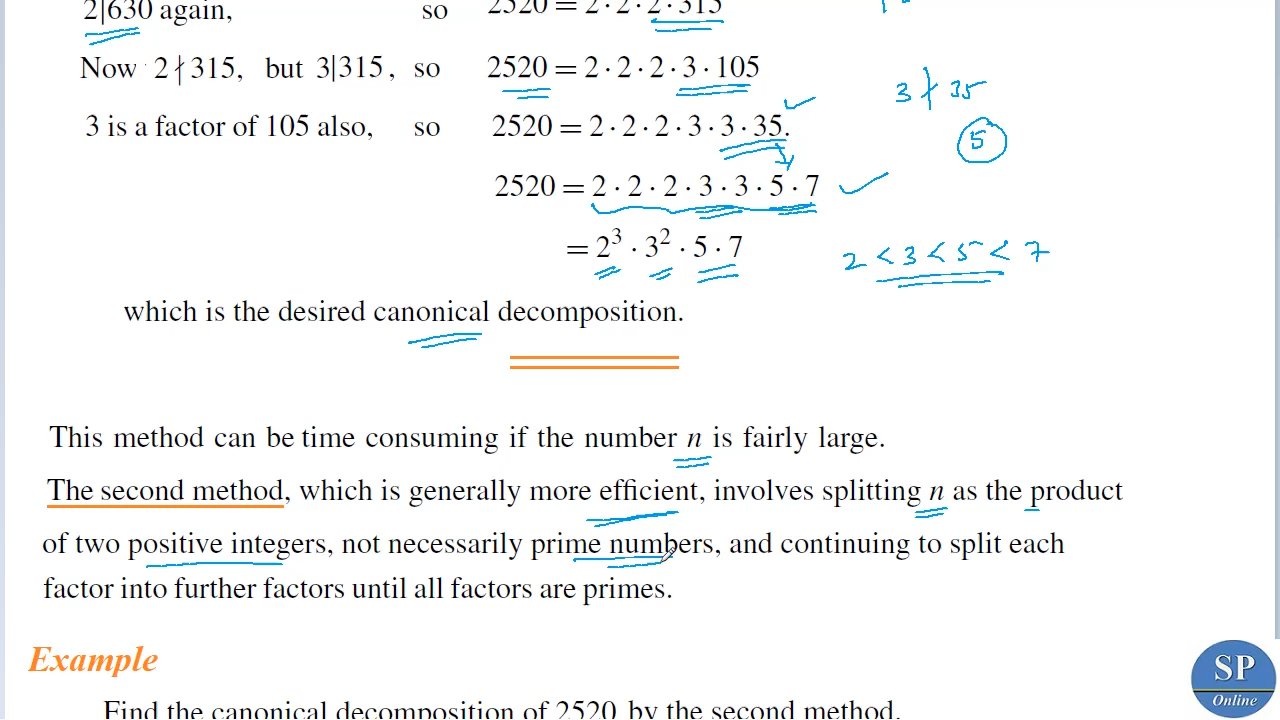 2|630 again, so 2520 = 2 · 2 · 2 · 315
Now 2 ∤ 315, but 3|315, so 2520 = 2 · 2 · 2 · 3 · 105
3 ∤ 35
3 is a factor of 105 also, so 2520 = 2 · 2 · 2 · 3 · 3 · 35.
5
2520 = 2 · 2 · 2 · 3 · 3 · 5 · 7
= 2³ · 3² · 5 · 7
2 < 3 < 5 < 7
which is the desired canonical decomposition.
This method can be time consuming if the number n is fairly large.
The second method, which is generally more efficient, involves splitting n as the product
of two positive integers, not necessarily prime numbers, and continuing to split each
factor into further factors until all factors are primes.
Example
Find the canonical decomposition of 2520 by the second method.
SP
Online